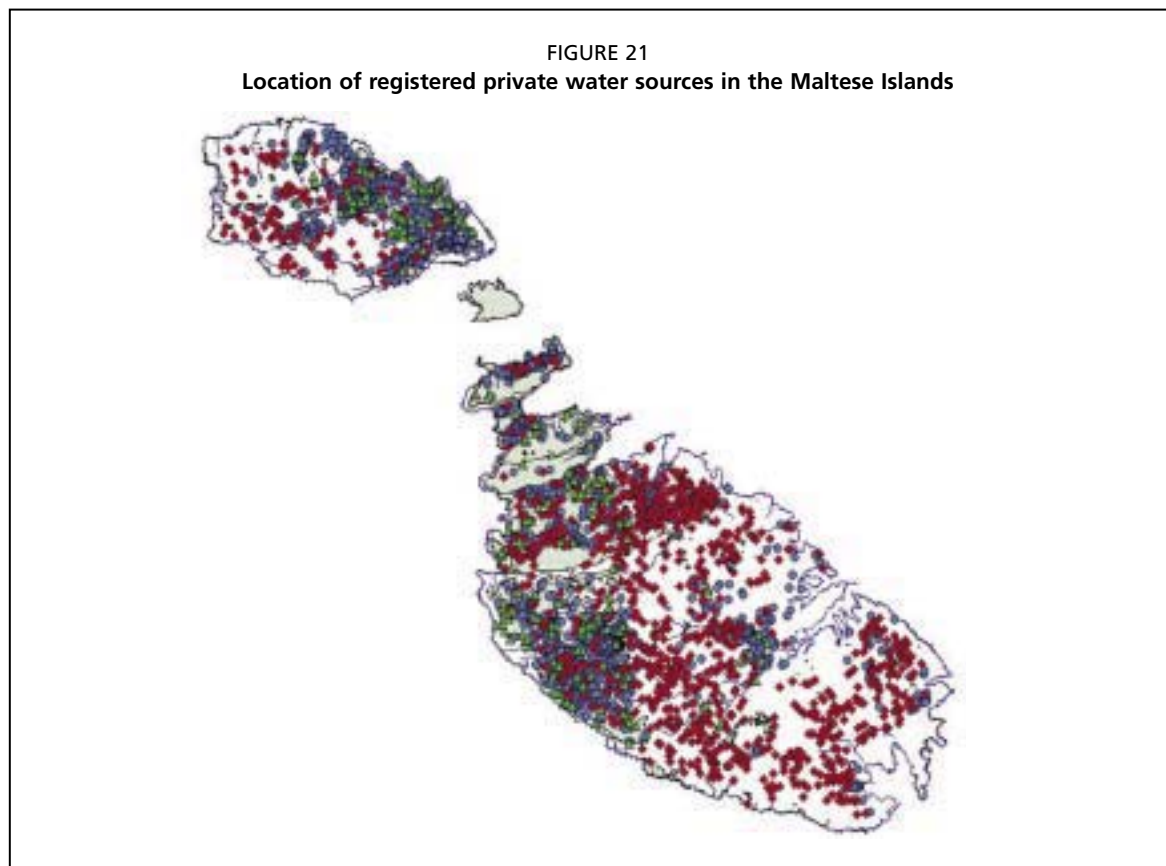 FIGURE 21
Location of registered private water sources in the Maltese Islands